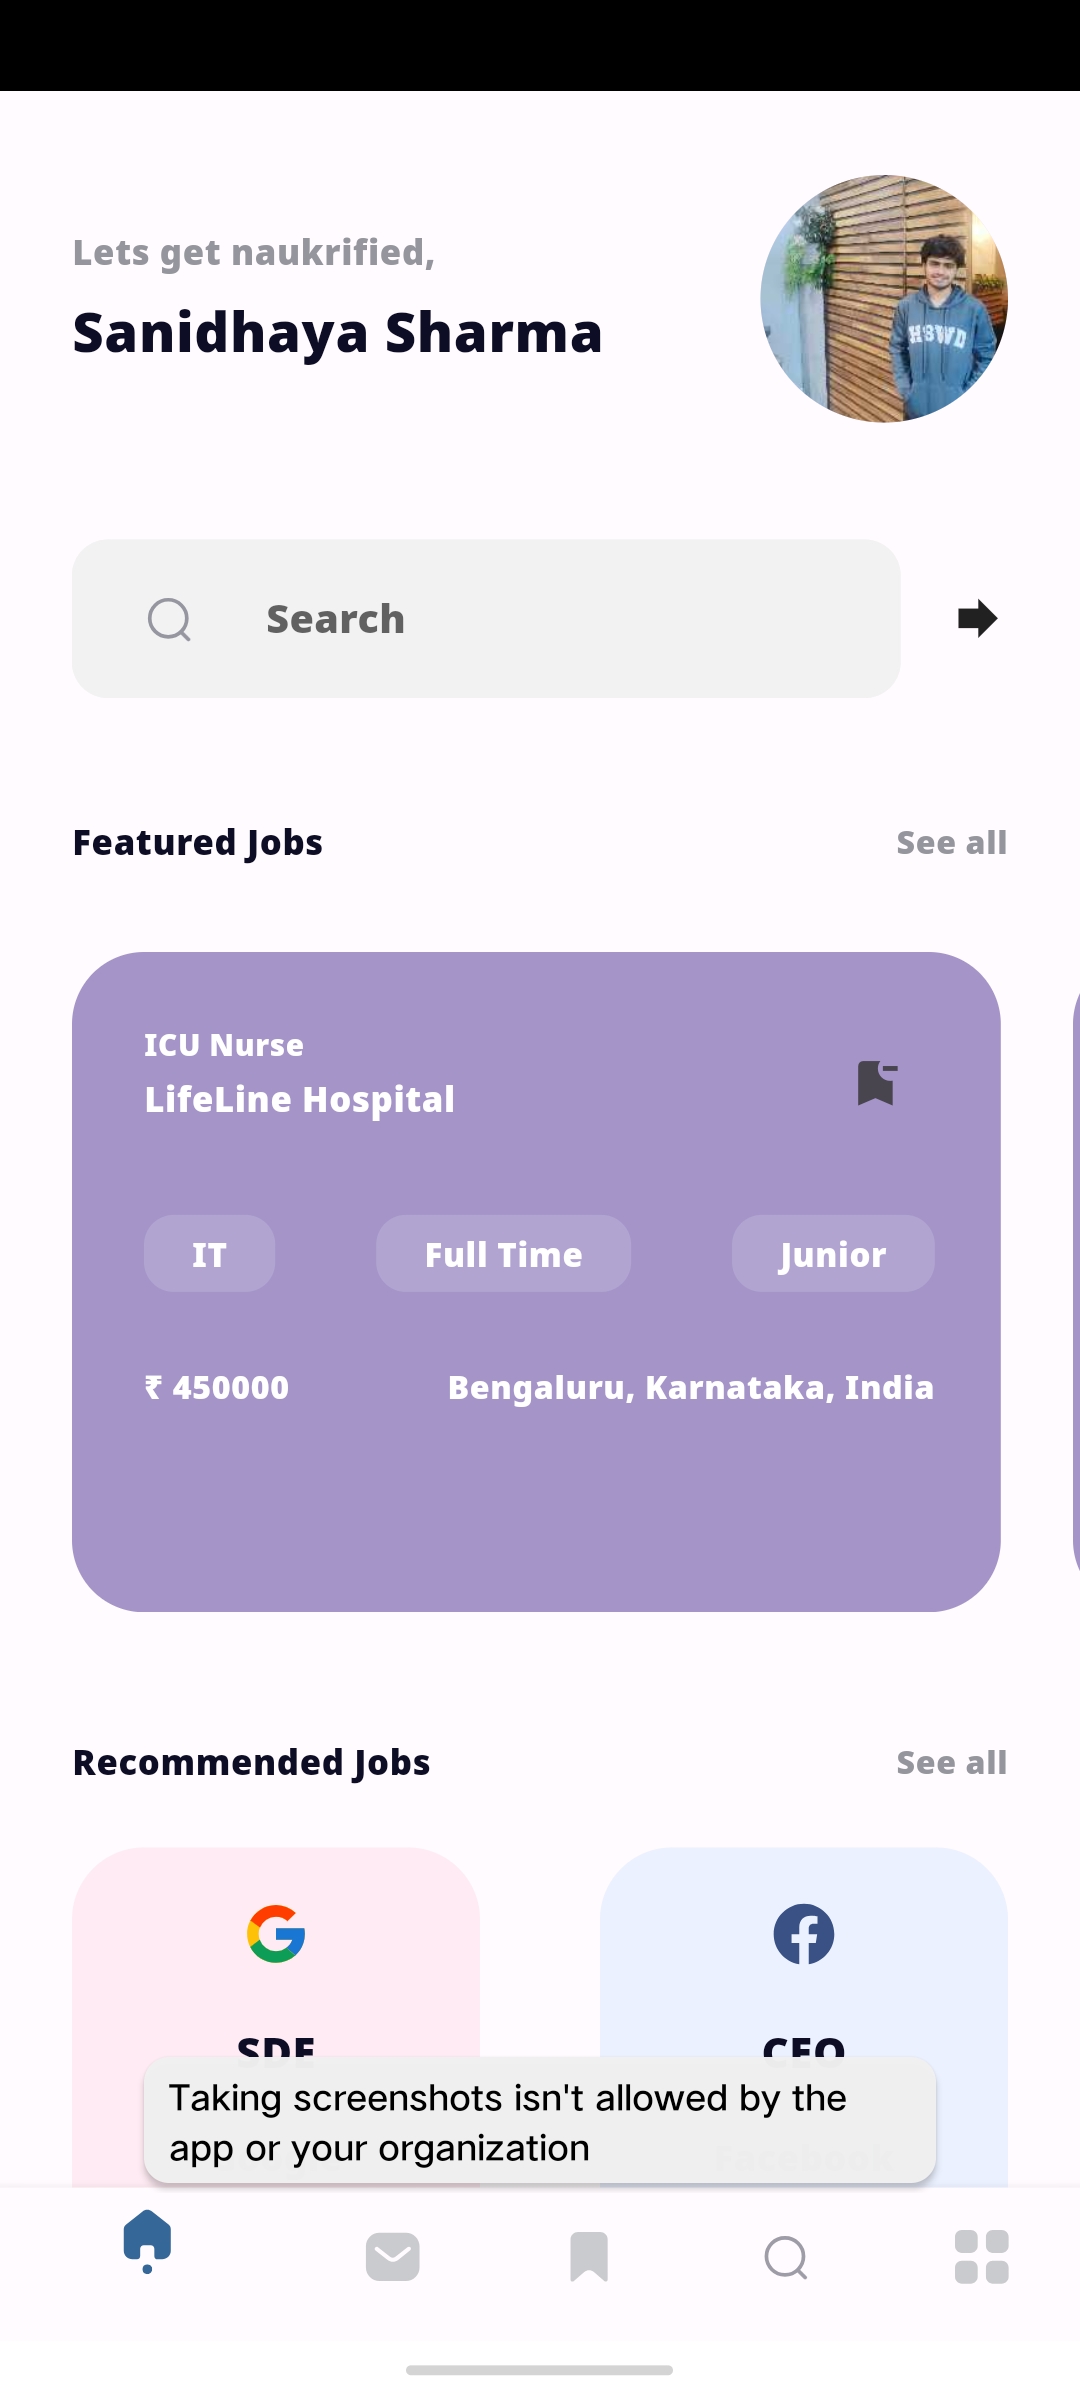 Lets get naukrified,
Sanidhaya Sharma
HSWD
Search
Featured Jobs
See all
ICU Nurse
LifeLine Hospital
IT
Full Time
Junior
₹ 450000
Bengaluru, Karnataka, India
Recommended Jobs
See all
SDE
CEO
Taking screenshots isn't allowed by the
app or your organization
Facebook